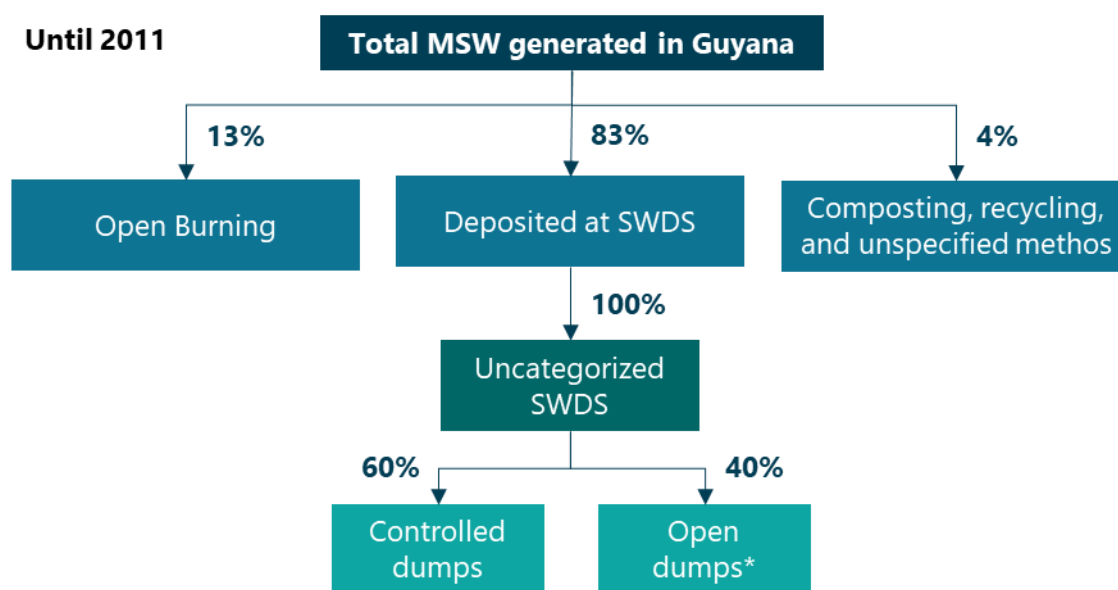 Until 2011
Total MSW generated in Guyana
13%
83%
4%
Open Burning
Deposited at SWDS
Composting, recycling,
and unspecified methos
100%
Uncategorized
SWDS
60%
40%
Controlled
dumps
Open
dumps*